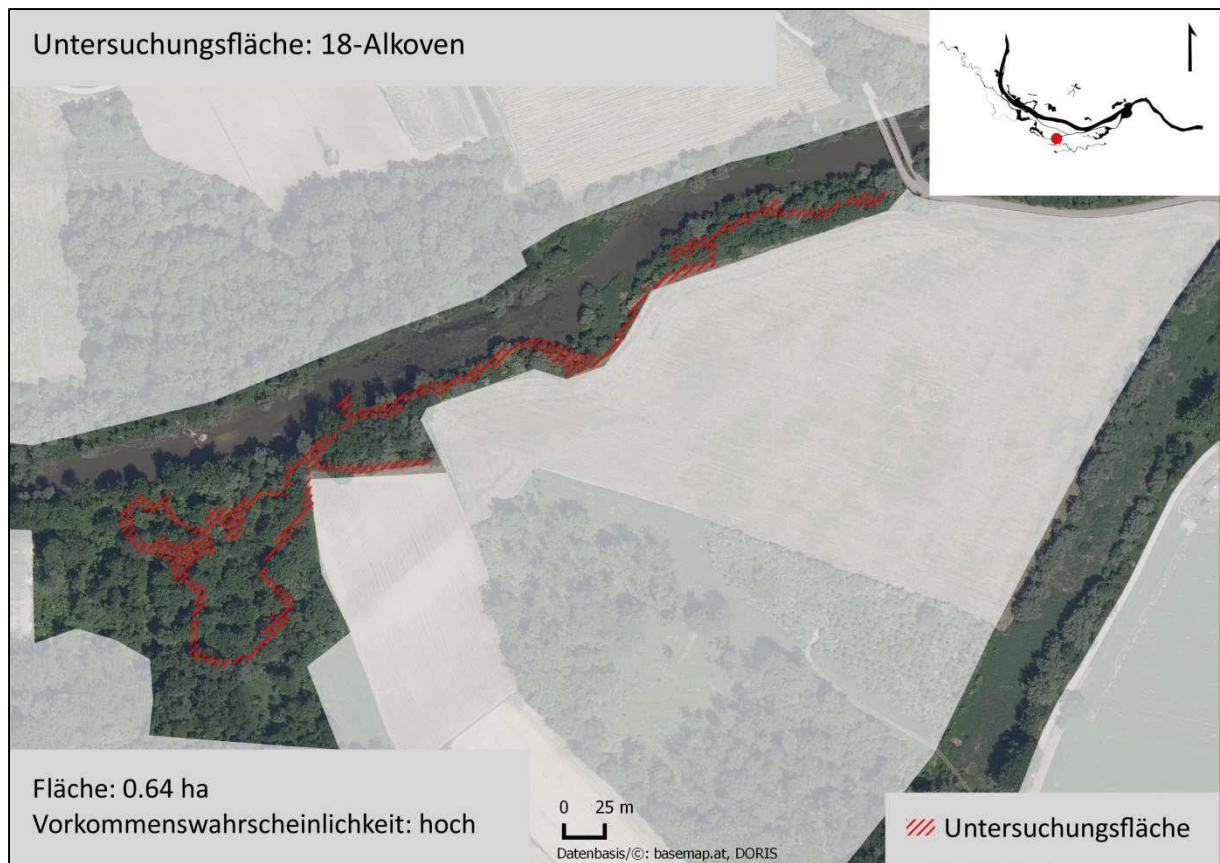 Untersuchungsfläche: 18-Alkoven
Fläche: 0.64 ha
Vorkommenswahrscheinlichkeit: hoch
0 25 m
Datenbasis/©: basemap.at, DORIS
Untersuchungsfläche